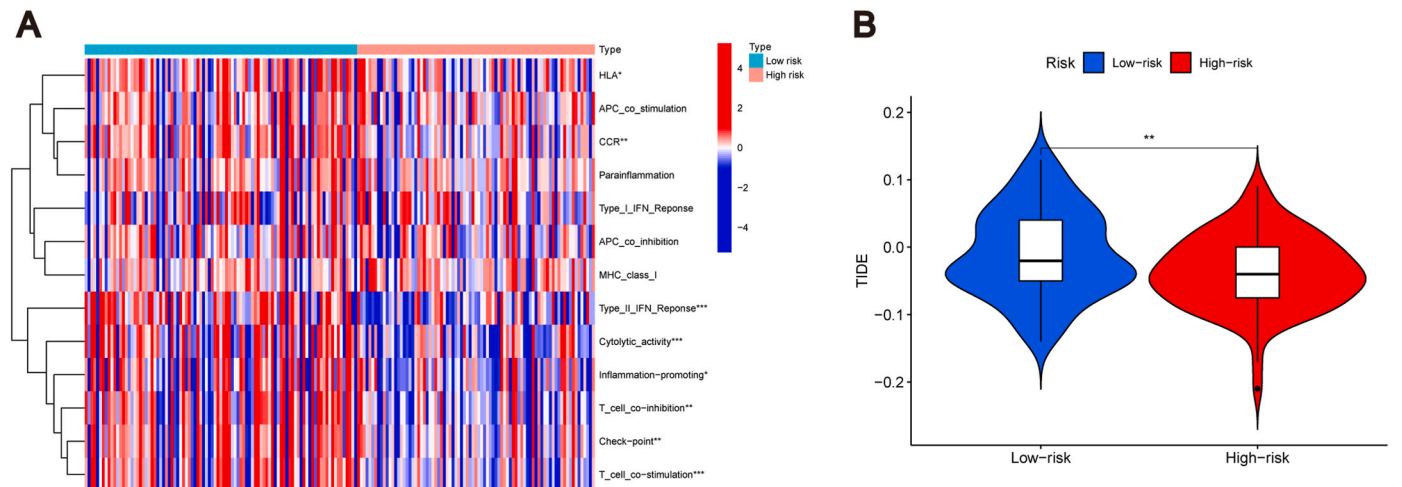 A
Type
HLA*
APC_co_stimulation
CCR**
Parainflammation
Type_I_IFN_Reponse
APC_co_inhibition
MHC_class_I
Type_II_IFN_Reponse***
Cytolytic_activity***
Inflammation−promoting*
T_cell_co−inhibition**
Check−point**
T_cell_co−stimulation***
4
2
0
−2
−4
Type
Low risk
High risk
B
Risk Low−risk High−risk
**
TIDE
0.2
0.1
0.0
−0.1
−0.2
Low−risk High−risk